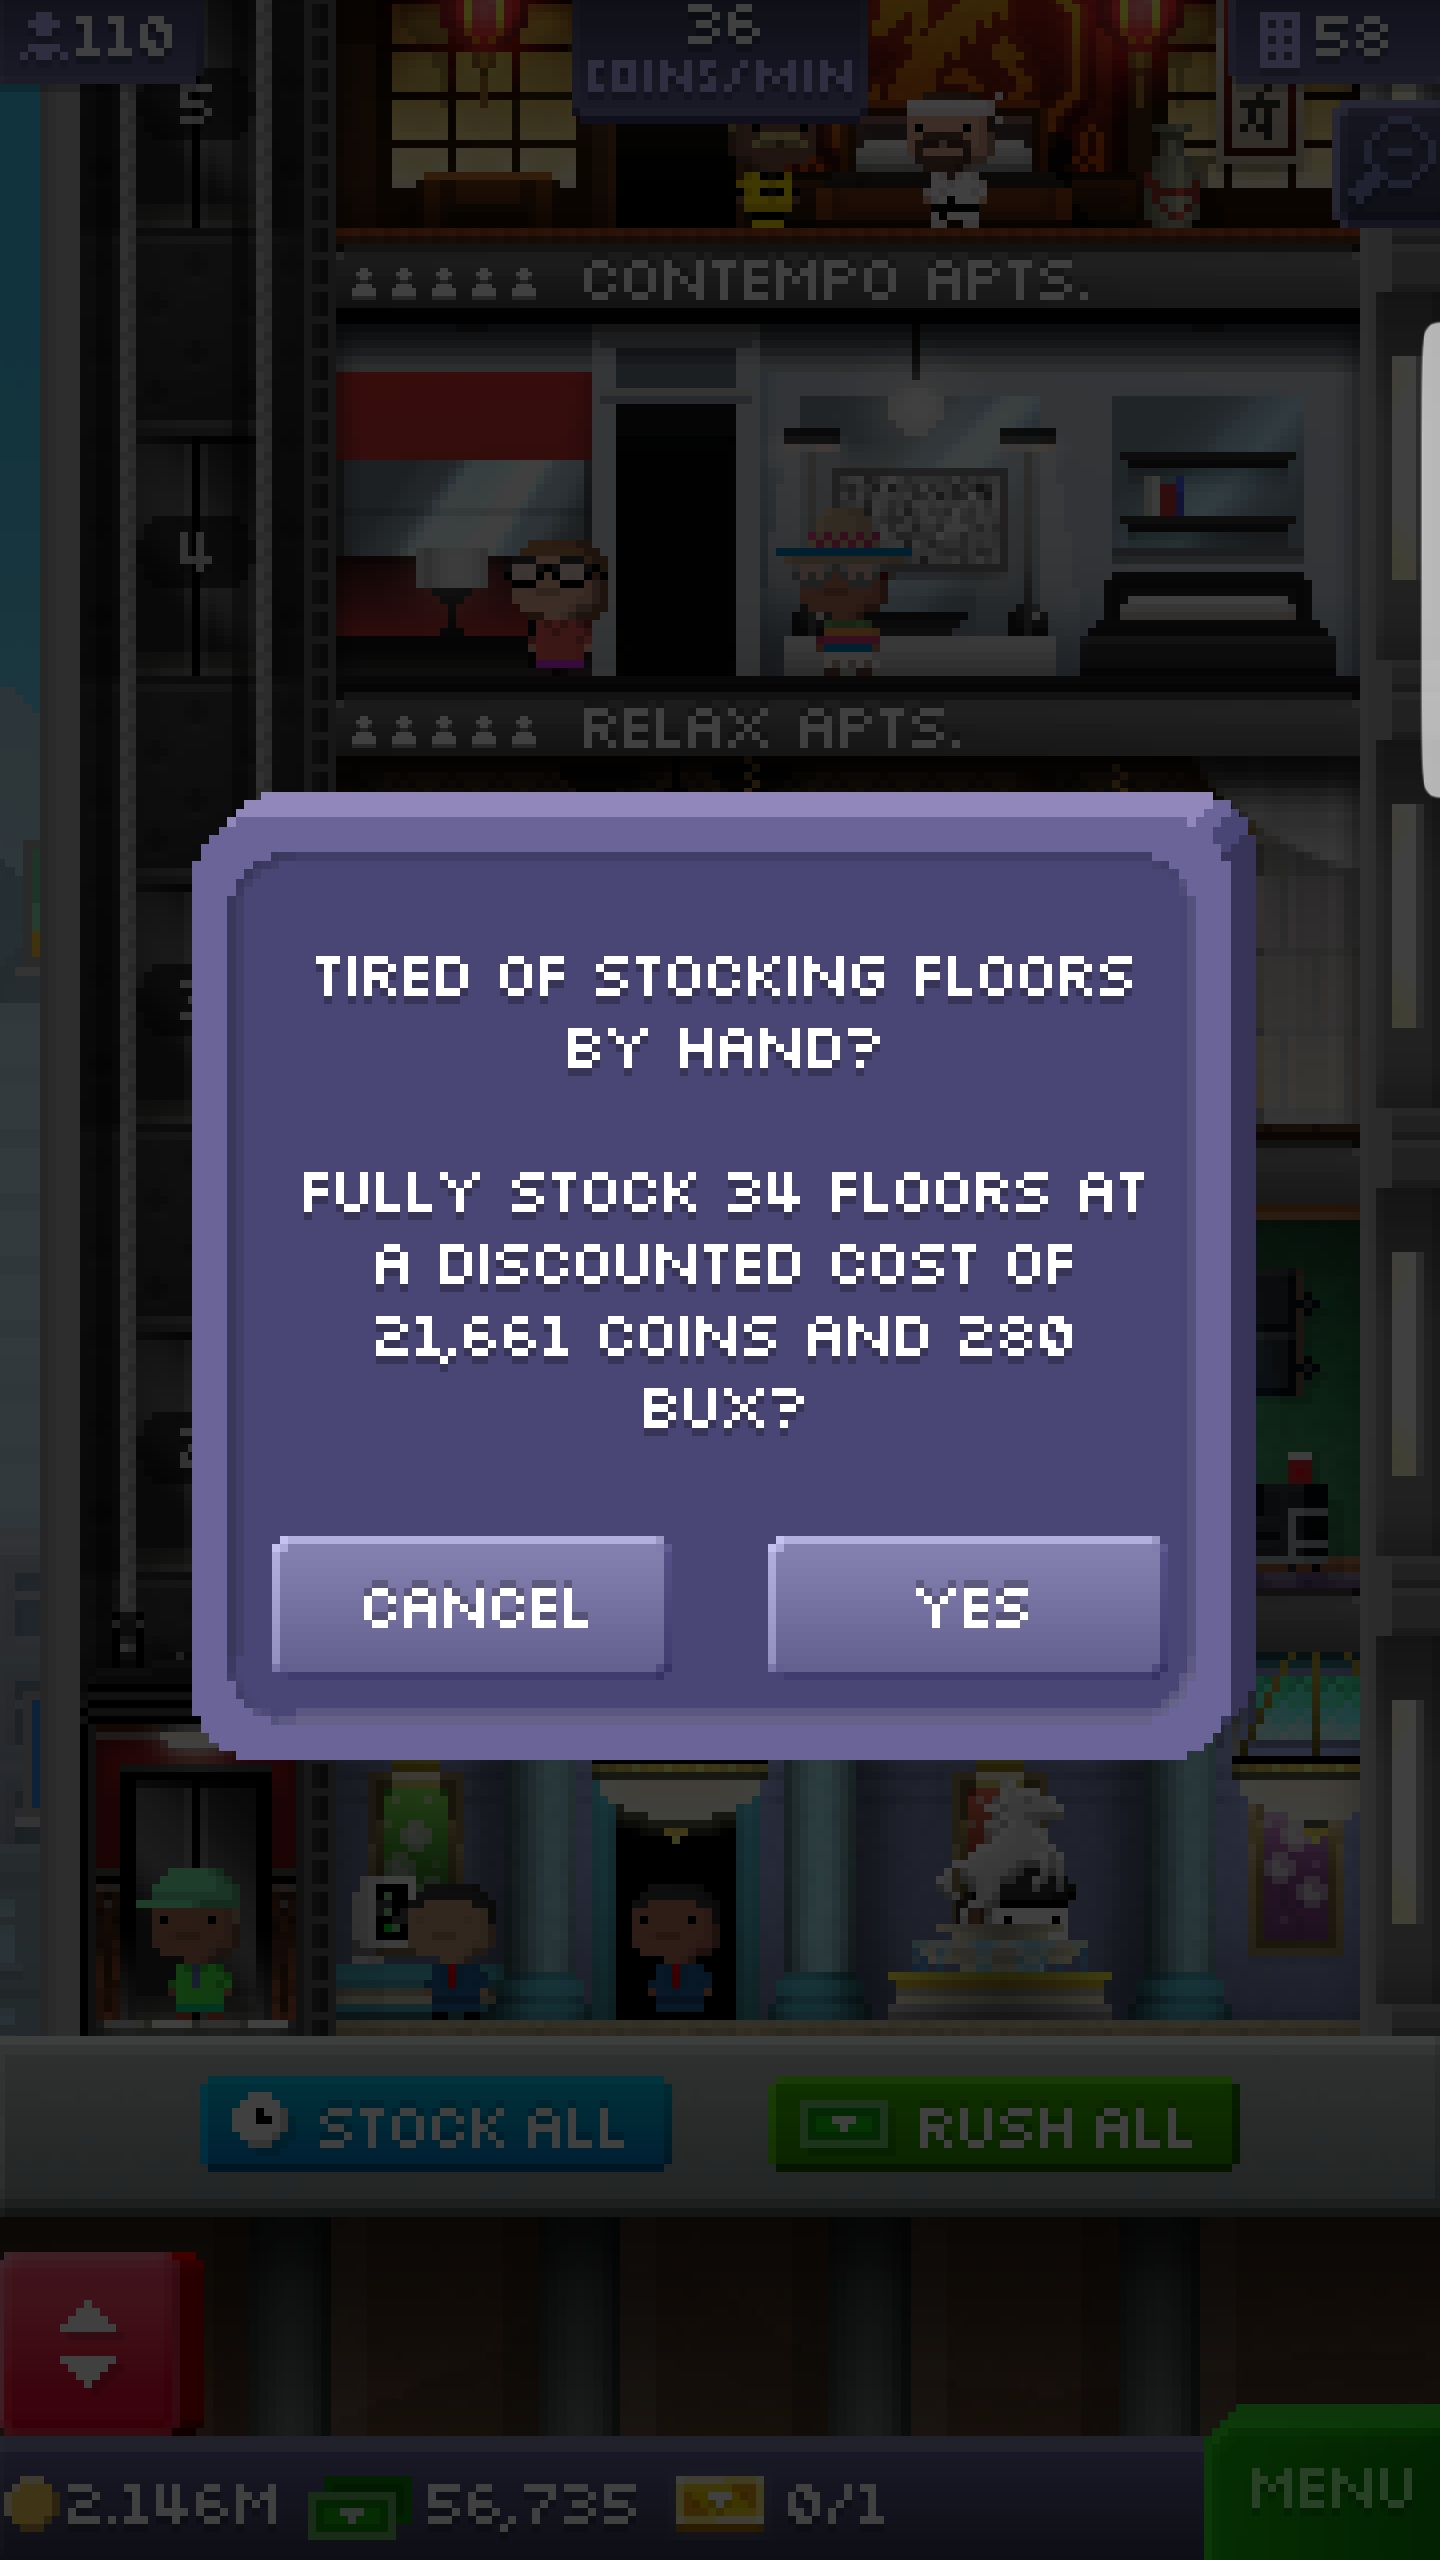 110
36
COINS/MIN
58
5
CONTEMPO APTS.
4
RELAX APTS.
TIRED OF STOCKING FLOORS
BY HAND?
FULLY STOCK 34 FLOORS AT
A DISCOUNTED COST OF
21,661 COINS AND 280
BUX?
CANCEL
YES
STOCK ALL
RUSH ALL
2.146M
56,735
0/1
MENU